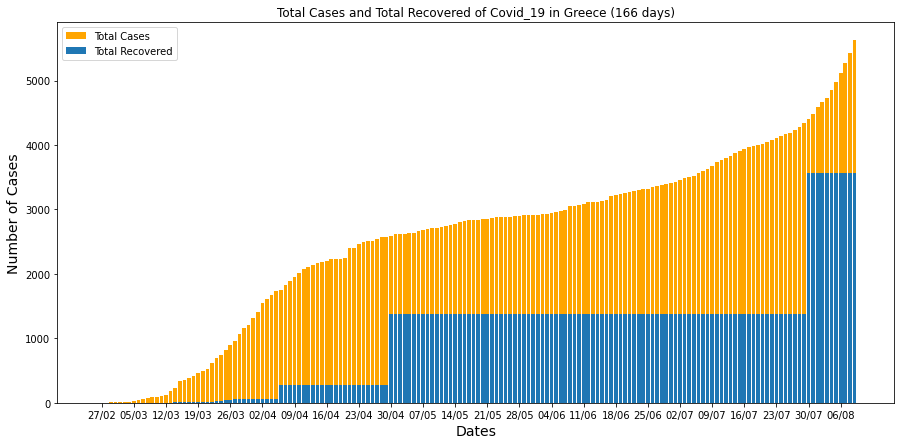 Total Cases and Total Recovered of Covid_19 in Greece (166 days)
Total Cases
Total Recovered
Number of Cases
5000
4000
3000
2000
1000
0
27/02 05/03 12/03 19/03 26/03 02/04 09/04 16/04 23/04 30/04 07/05 14/05 21/05 28/05 04/06 11/06 18/06 25/06 02/07 09/07 16/07 23/07 30/07 06/08
Dates